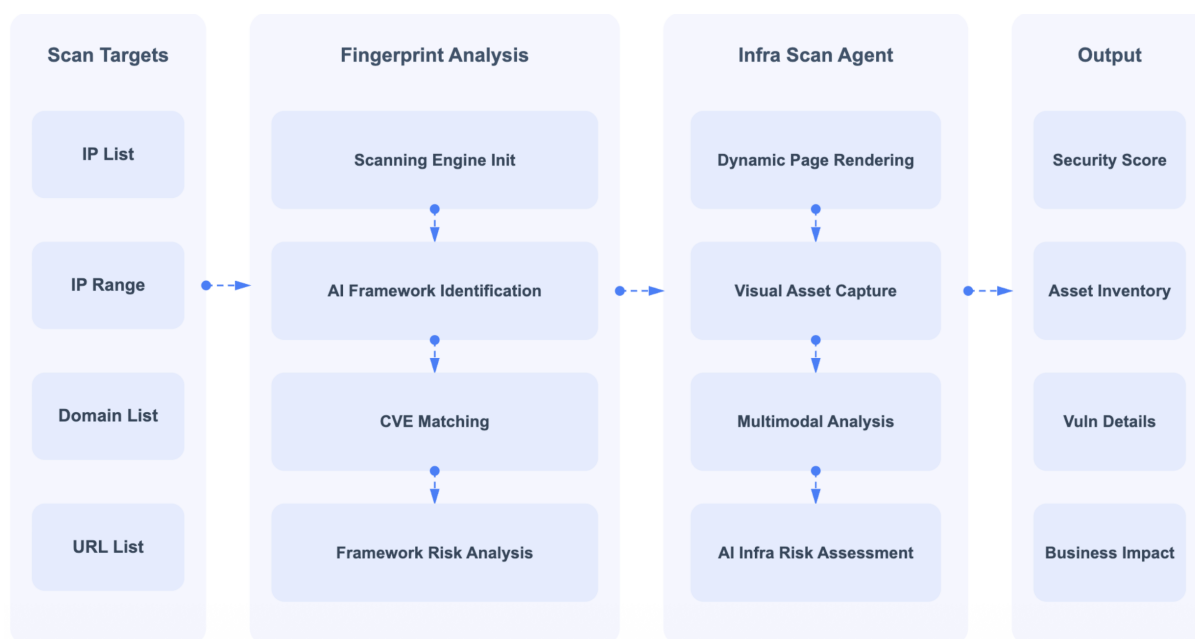 Scan Targets
IP List
IP Range
Domain List
URL List
Fingerprint Analysis
Scanning Engine Init
AI Framework Identification
CVE Matching
Framework Risk Analysis
Infra Scan Agent
Dynamic Page Rendering
Visual Asset Capture
Multimodal Analysis
AI Infra Risk Assessment
Output
Security Score
Asset Inventory
Vuln Details
Business Impact